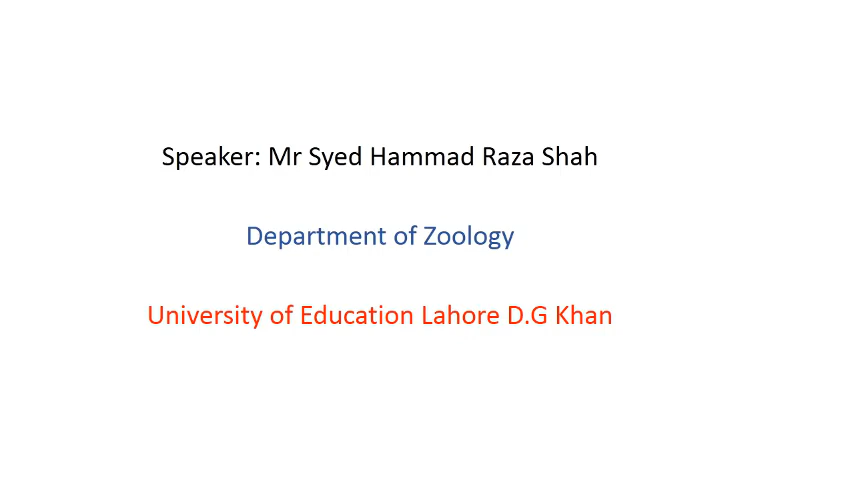 Speaker: Mr Syed Hammad Raza Shah
Department of Zoology
University of Education Lahore D.G Khan